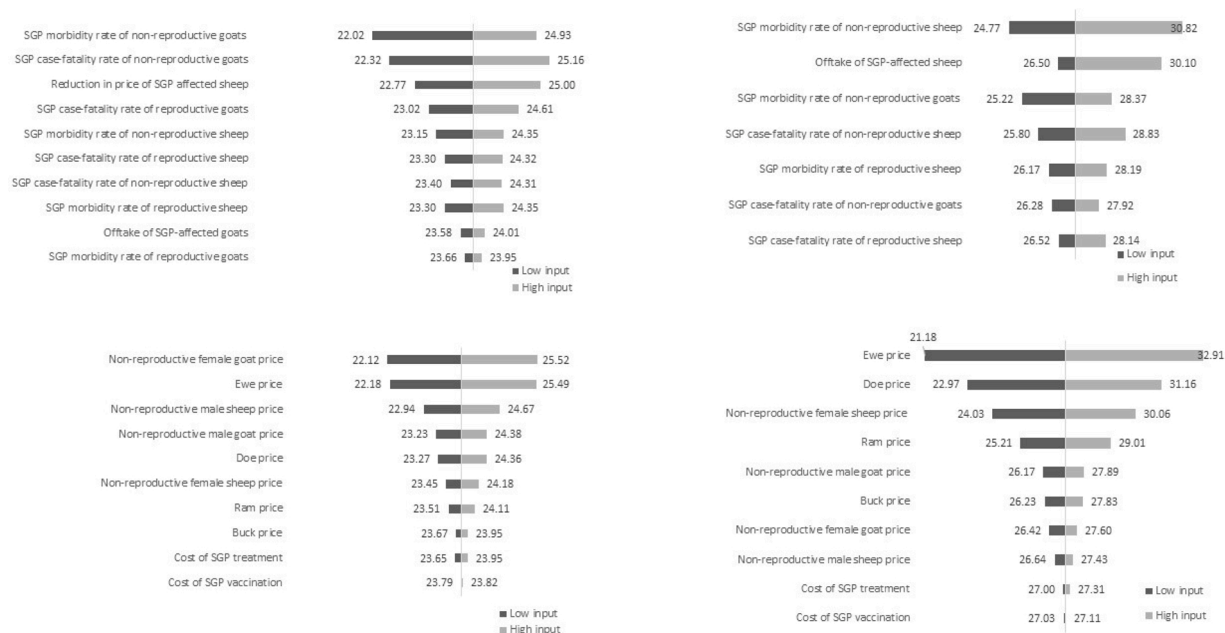 SGP morbidity rate of non-reproductive goats 22.02 24.93
SGP case-fatality rate of non-reproductive goats 22.32 25.16
Reduction in price of SGP affected sheep 22.77 25.00
SGP case-fatality rate of reproductive goats 23.02 24.61
SGP morbidity rate of non-reproductive sheep 23.15 24.35
SGP case-fatality rate of reproductive sheep 23.30 24.32
SGP case-fatality rate of non-reproductive sheep 23.40 24.31
SGP morbidity rate of reproductive sheep 23.30 24.35
Offtake of SGP-affected goats 23.58 24.01
SGP morbidity rate of reproductive goats 23.66 23.95
Low input
High input
SGP morbidity rate of non-reproductive sheep 24.77 30.82
Offtake of SGP-affected sheep 26.50 30.10
SGP morbidity rate of non-reproductive goats 25.22 28.37
SGP case-fatality rate of non-reproductive sheep 25.80 28.83
SGP morbidity rate of reproductive sheep 26.17 28.19
SGP case-fatality rate of non-reproductive goats 26.28 27.92
SGP case-fatality rate of reproductive sheep 26.52 28.14
Low input
High input
Non-reproductive female goat price 22.12 25.52
Ewe price 22.18 25.49
Non-reproductive male sheep price 22.94 24.67
Non-reproductive male goat price 23.23 24.38
Doe price 23.27 24.36
Non-reproductive female sheep price 23.45 24.18
Ram price 23.51 24.11
Buck price 23.67 23.95
Cost of SGP treatment 23.65 23.95
Cost of SGP vaccination 23.79 23.82
Low input
High input
21.18
Ewe price 32.91
Doe price 22.97 31.16
Non-reproductive female sheep price 24.03 30.06
Ram price 25.21 29.01
Non-reproductive male goat price 26.17 27.89
Buck price 26.23 27.83
Non-reproductive female goat price 26.42 27.60
Non-reproductive male sheep price 26.64 27.43
Cost of SGP treatment 27.00 27.31
Cost of SGP vaccination 27.03 27.11
Low input
High input